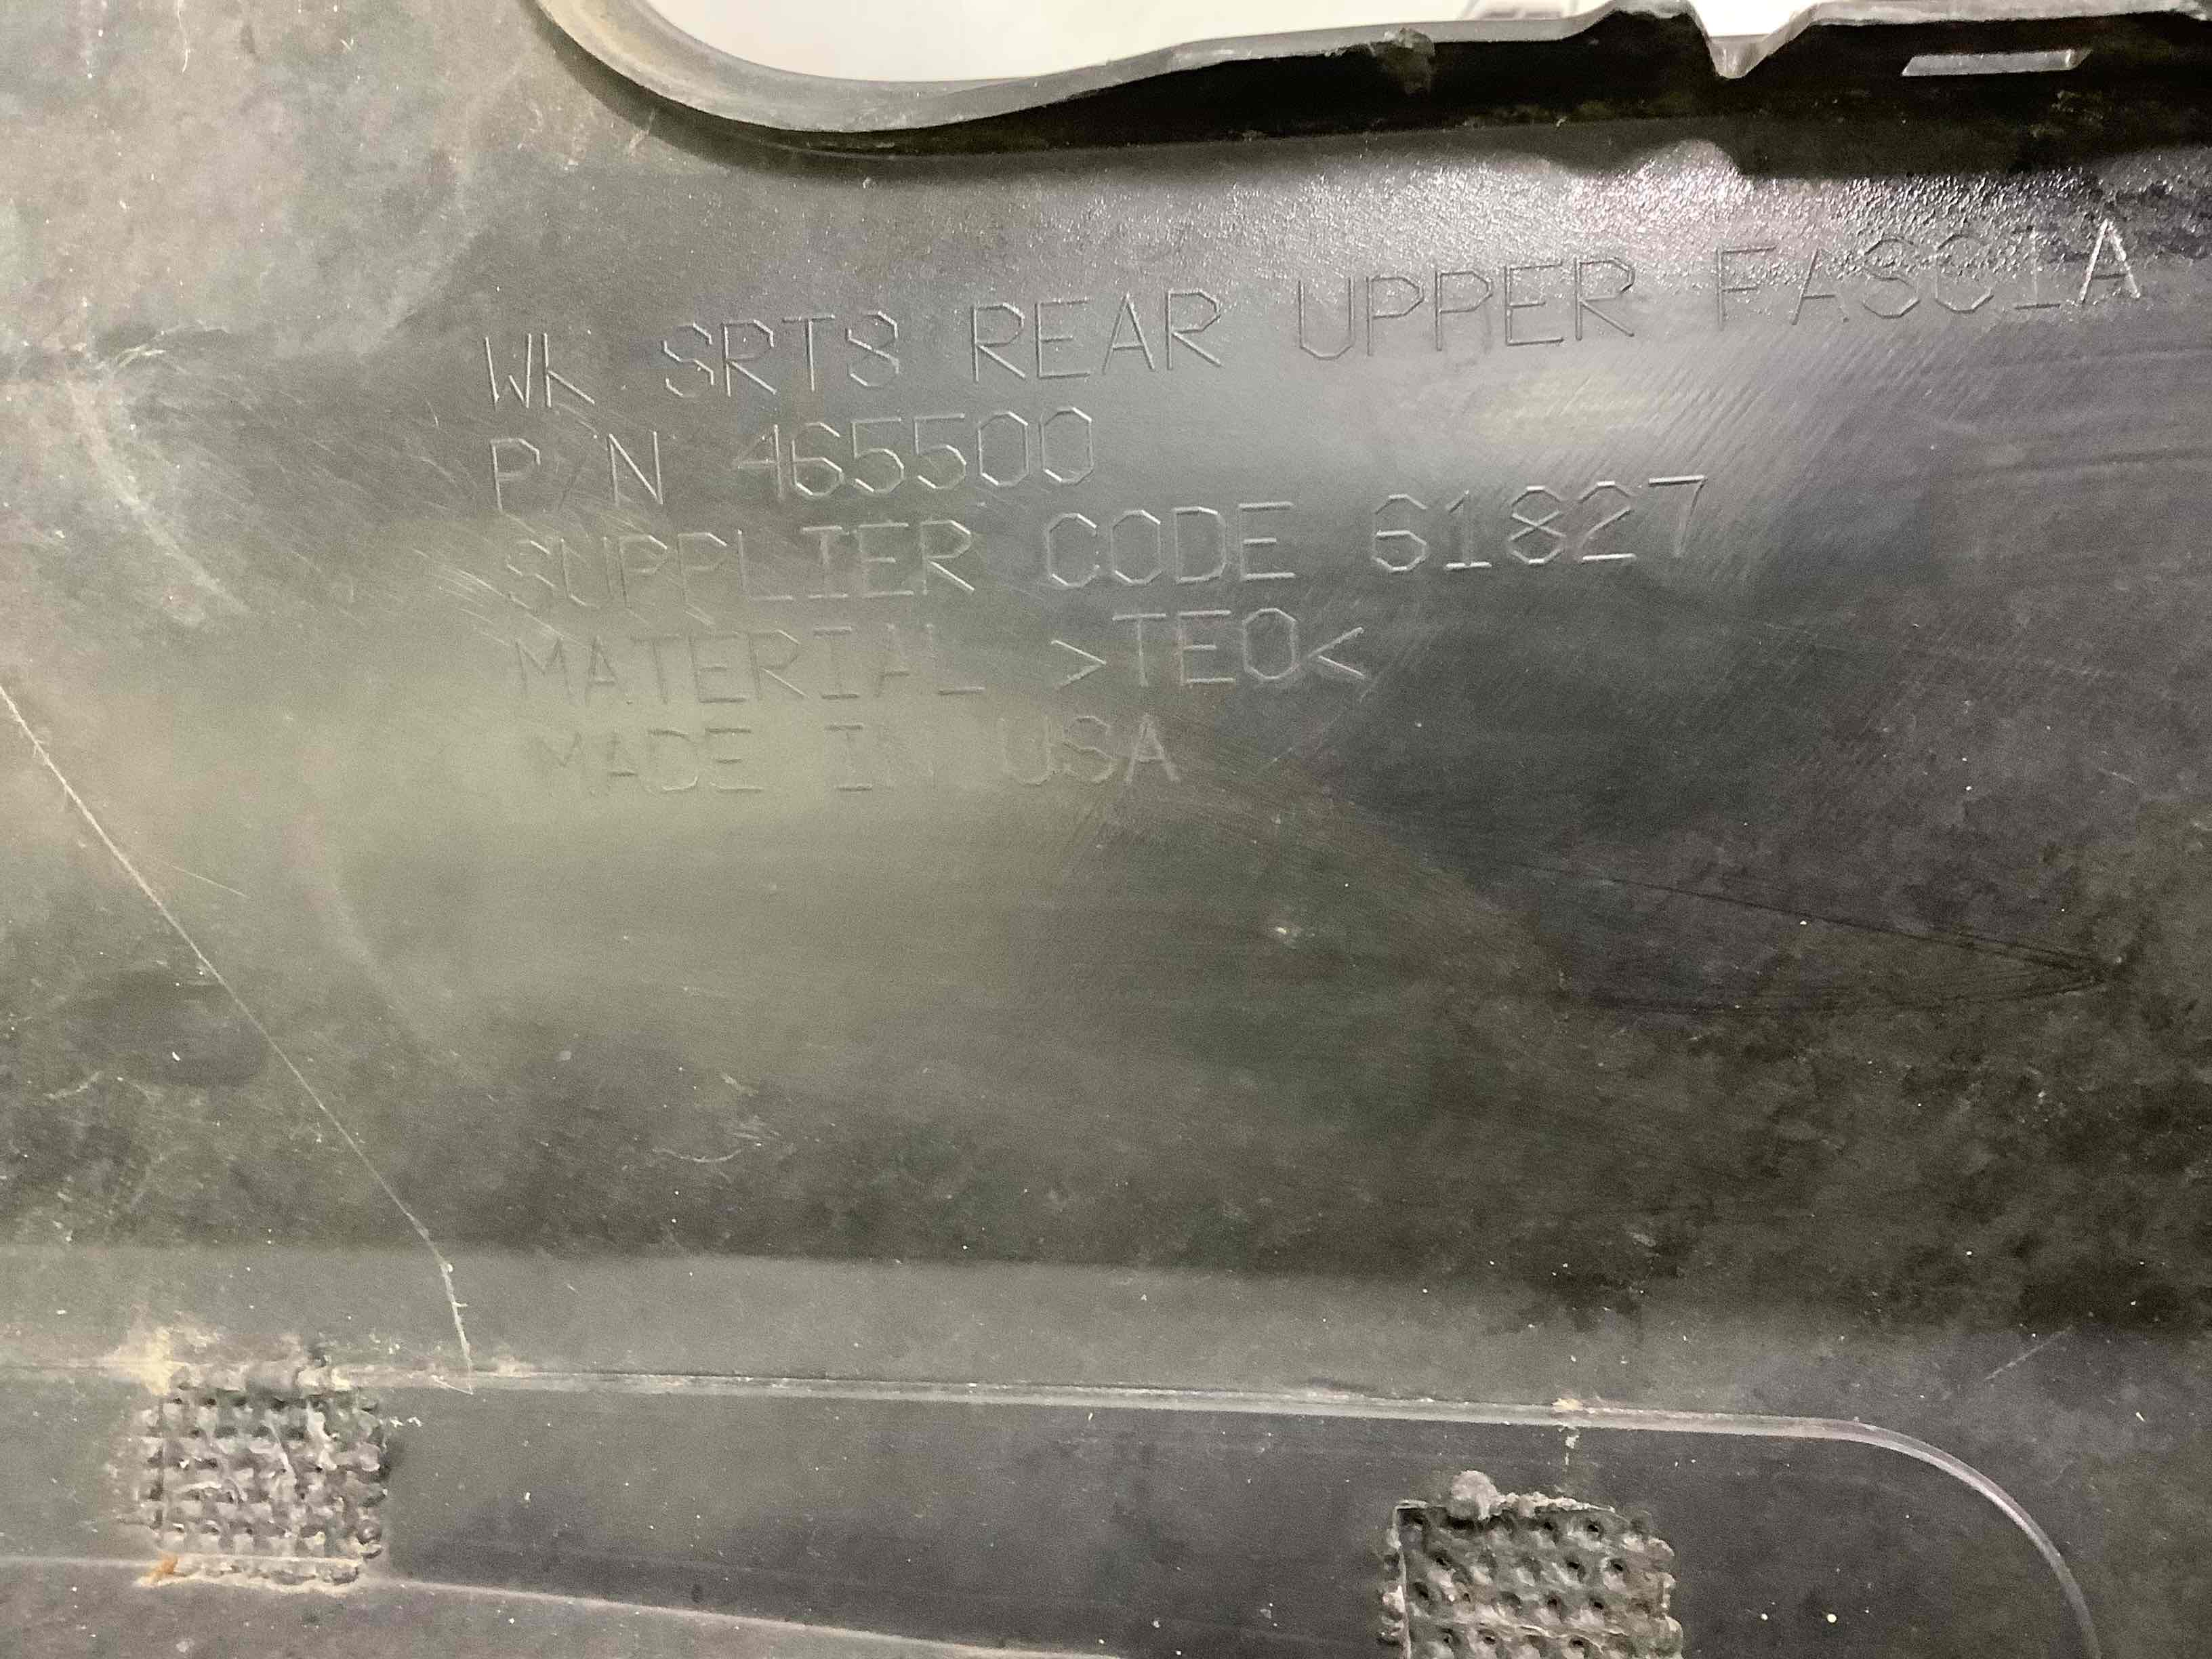 WK SRT8 REAR UPPER FASCIA
P/N 465500
SUPPLIER CODE 61827
MATERIAL >TEO<
MADE IN USA